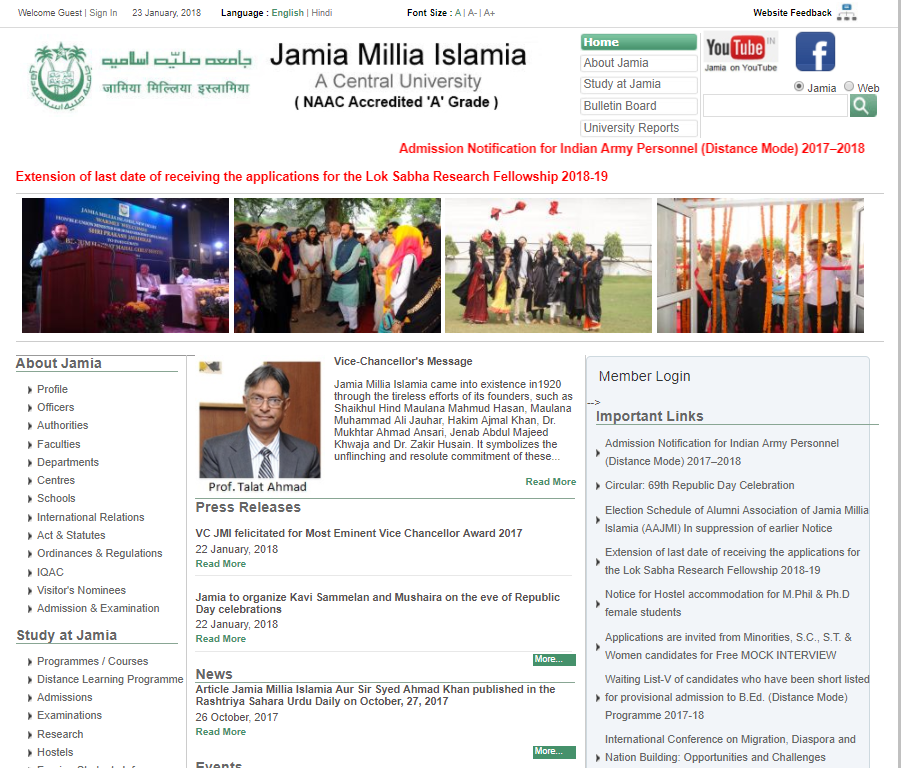 Welcome Guest | Sign In 23 January, 2018 Language : English | Hindi Font Size : A | A- | A+ Website Feedback
جامعه ملیّه اسلامیه
जामिया मिल्लिया इस्लामिया
Jamia Millia Islamia
A Central University
( NAAC Accredited 'A' Grade )
Home
About Jamia
Study at Jamia
Bulletin Board
University Reports
YouTube IN
Jamia on YouTube
f
Jamia Web
Admission Notification for Indian Army Personnel (Distance Mode) 2017–2018
Extension of last date of receiving the applications for the Lok Sabha Research Fellowship 2018-19
JAMIA MILLIA ISLAMIA, NEW DELHI
WARMLY WELCOMES
SHRI PRAKASH JAVADEKAR
About Jamia
Profile
Officers
Authorities
Faculties
Departments
Centres
Schools
International Relations
Act & Statutes
Ordinances & Regulations
IQAC
Visitor's Nominees
Admission & Examination
Study at Jamia
Programmes / Courses
Distance Learning Programme
Admissions
Examinations
Research
Hostels
Prof. Talat Ahmad
Vice-Chancellor's Message
Jamia Millia Islamia came into existence in1920
through the tireless efforts of its founders, such as
Shaikhul Hind Maulana Mahmud Hasan, Maulana
Muhammad Ali Jauhar, Hakim Ajmal Khan, Dr.
Mukhtar Ahmad Ansari, Jenab Abdul Majeed
Khwaja and Dr. Zakir Husain. It symbolizes the
unflinching and resolute commitment of these...
Read More
Press Releases
VC JMI felicitated for Most Eminent Vice Chancellor Award 2017
22 January, 2018
Read More
Jamia to organize Kavi Sammelan and Mushaira on the eve of Republic
Day celebrations
22 January, 2018
Read More
More...
News
Article Jamia Millia Islamia Aur Sir Syed Ahmad Khan published in the
Rashtriya Sahara Urdu Daily on October, 27, 2017
26 October, 2017
Read More
More...
Events
Member Login
-->
Important Links
Admission Notification for Indian Army Personnel
(Distance Mode) 2017–2018
Circular: 69th Republic Day Celebration
Election Schedule of Alumni Association of Jamia Millia
Islamia (AAJMI) In suppression of earlier Notice
Extension of last date of receiving the applications for
the Lok Sabha Research Fellowship 2018-19
Notice for Hostel accommodation for M.Phil & Ph.D
female students
Applications are invited from Minorities, S.C., S.T. &
Women candidates for Free MOCK INTERVIEW
Waiting List-V of candidates who have been short listed
for provisional admission to B.Ed. (Distance Mode)
Programme 2017-18
International Conference on Migration, Diaspora and
Nation Building: Opportunities and Challenges